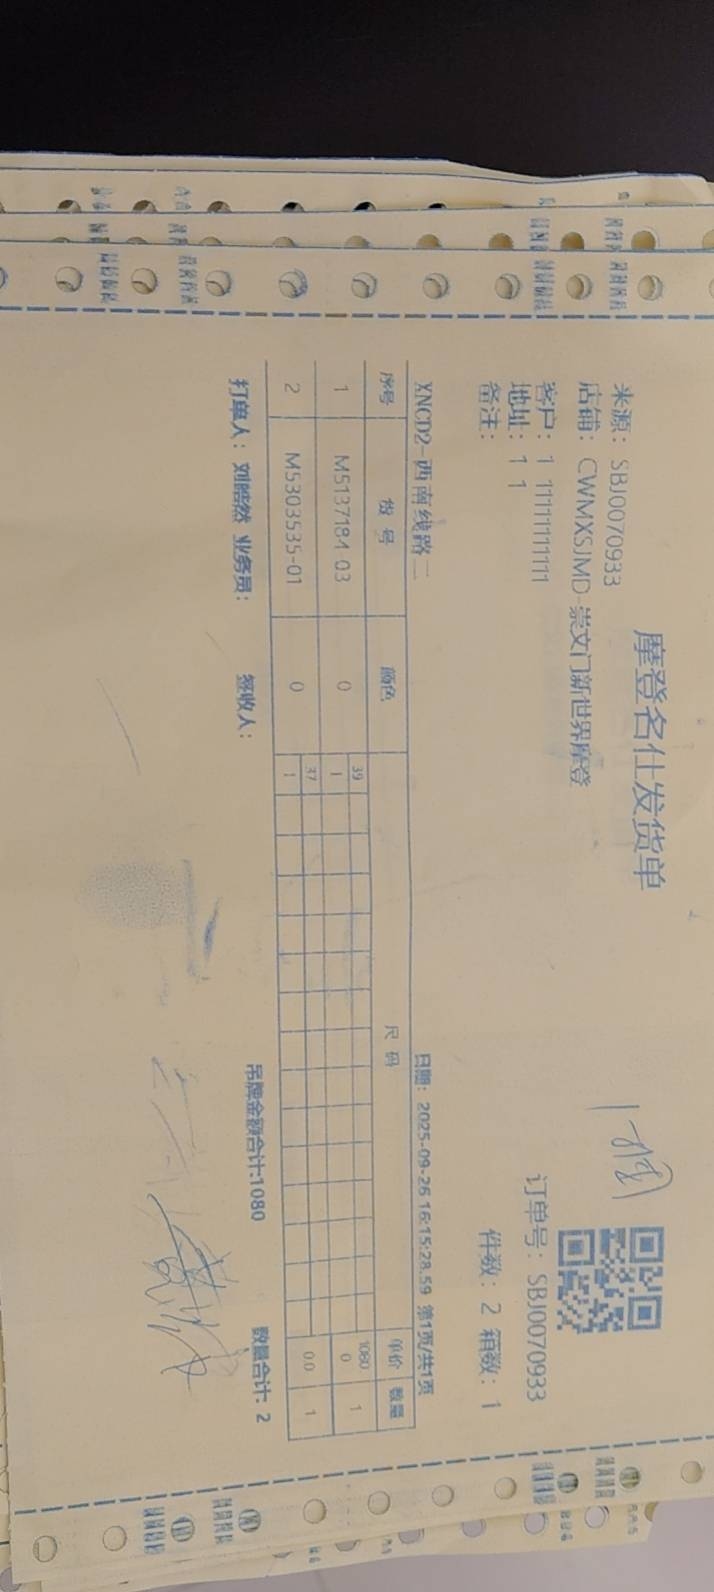 摩登名仕发货单
来源：SBJ0070933
店铺：CWMXSJMD-崇文门新世界摩登
订单号：SBJ0070933
客户：1 11111111111
地址：1 1
件数：2 箱数：1
备注：
XNCD2-西南线路二 日期：2025-09-26 16:15:28.59 第1页/共1页
序号 货号 颜色 尺码 单价 数量
39
1 M5137184 03 0 1 1080 0 1
37
2 M5303535-01 0 1 0.0 1
打单人：刘皓然 业务员： 签收人： 吊牌金额合计:1080 数量合计: 2